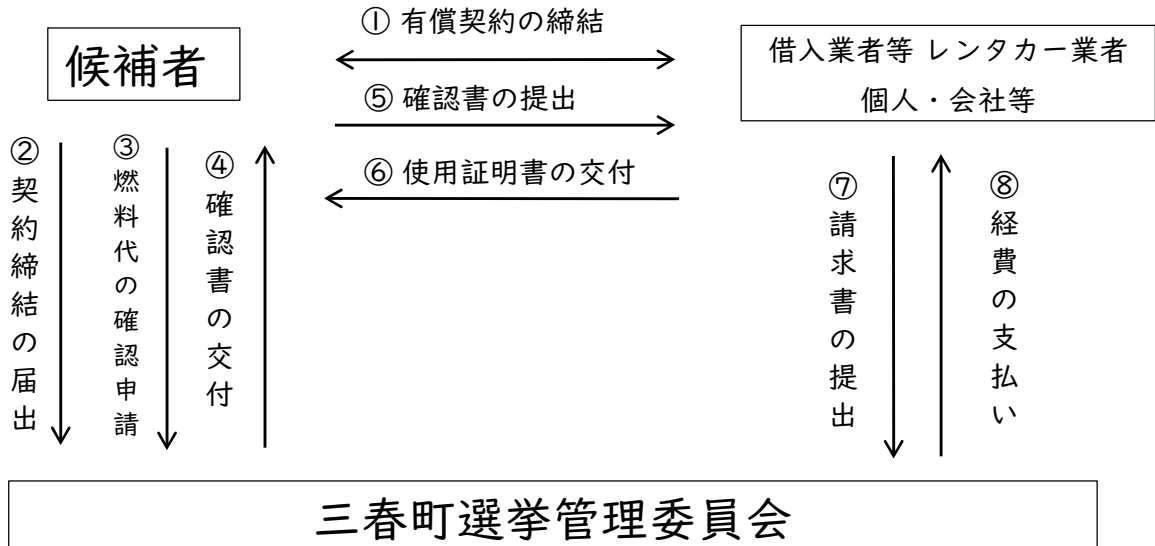 候補者
① 有償契約の締結
⑤ 確認書の提出
⑥ 使用証明書の交付
借入業者等 レンタカー業者
個人・会社等
②契約締結の届出
③燃料代の確認申請
④確認書の交付
⑦請求書の提出
⑧経費の支払い
三春町選挙管理委員会